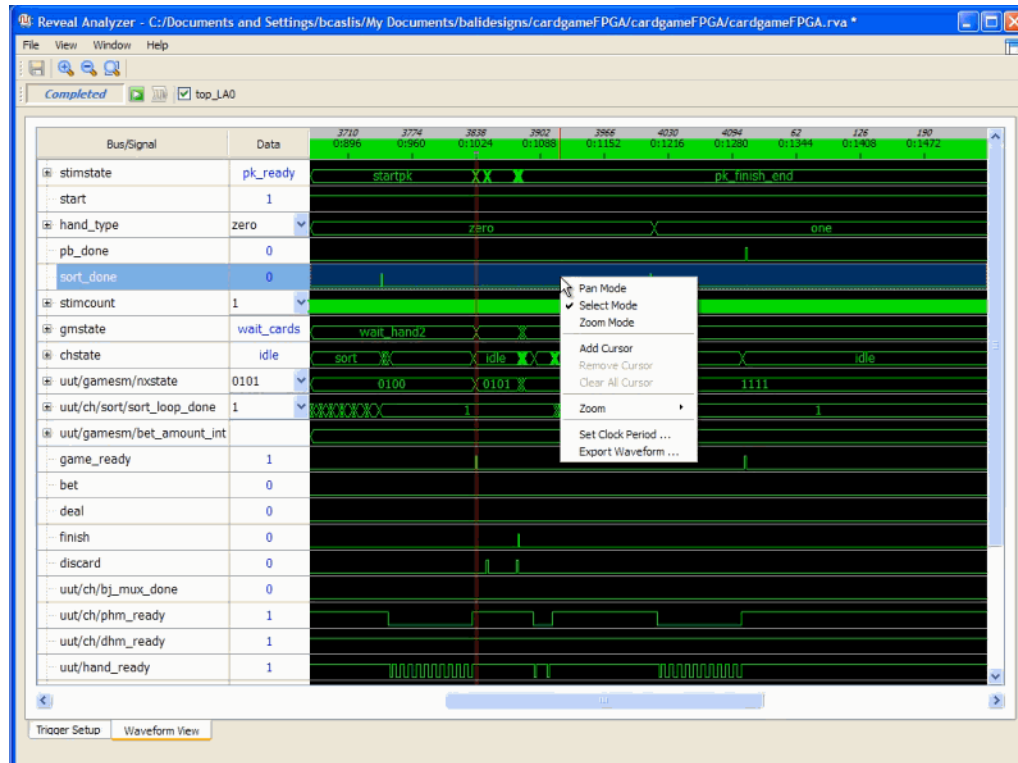 Reveal Analyzer - C:/Documents and Settings/bcaslis/My Documents/balidesigns/cardgameFPGA/cardgameFPGA/cardgameFPGA.rva *
File View Window Help
Completed top_LA0
Bus/Signal Data
3710 3774 3838 3902 3966 4030 4094 62 126 190
0:896 0:960 0:1024 0:1088 0:1152 0:1216 0:1280 0:1344 0:1408 0:1472
stimstate pk_ready startpk pk_finish_end
start 1
hand_type zero zero one
pb_done 0
sort_done 0
stimcount 1
gmstate wait_cards wait_hand2
chstate idle sort idle idle
uut/gamesm/nxstate 0101 0100 0101 1111
uut/ch/sort/sort_loop_done 1 1 1
uut/gamesm/bet_amount_int
game_ready 1
bet 0
deal 0
finish 0
discard 0
uut/ch/bj_mux_done 0
uut/ch/phm_ready 1
uut/ch/dhm_ready 1
uut/hand_ready 1
Pan Mode
Select Mode
Zoom Mode
Add Cursor
Remove Cursor
Clear All Cursor
Zoom
Set Clock Period ...
Export Waveform ...
Trigger Setup Waveform View